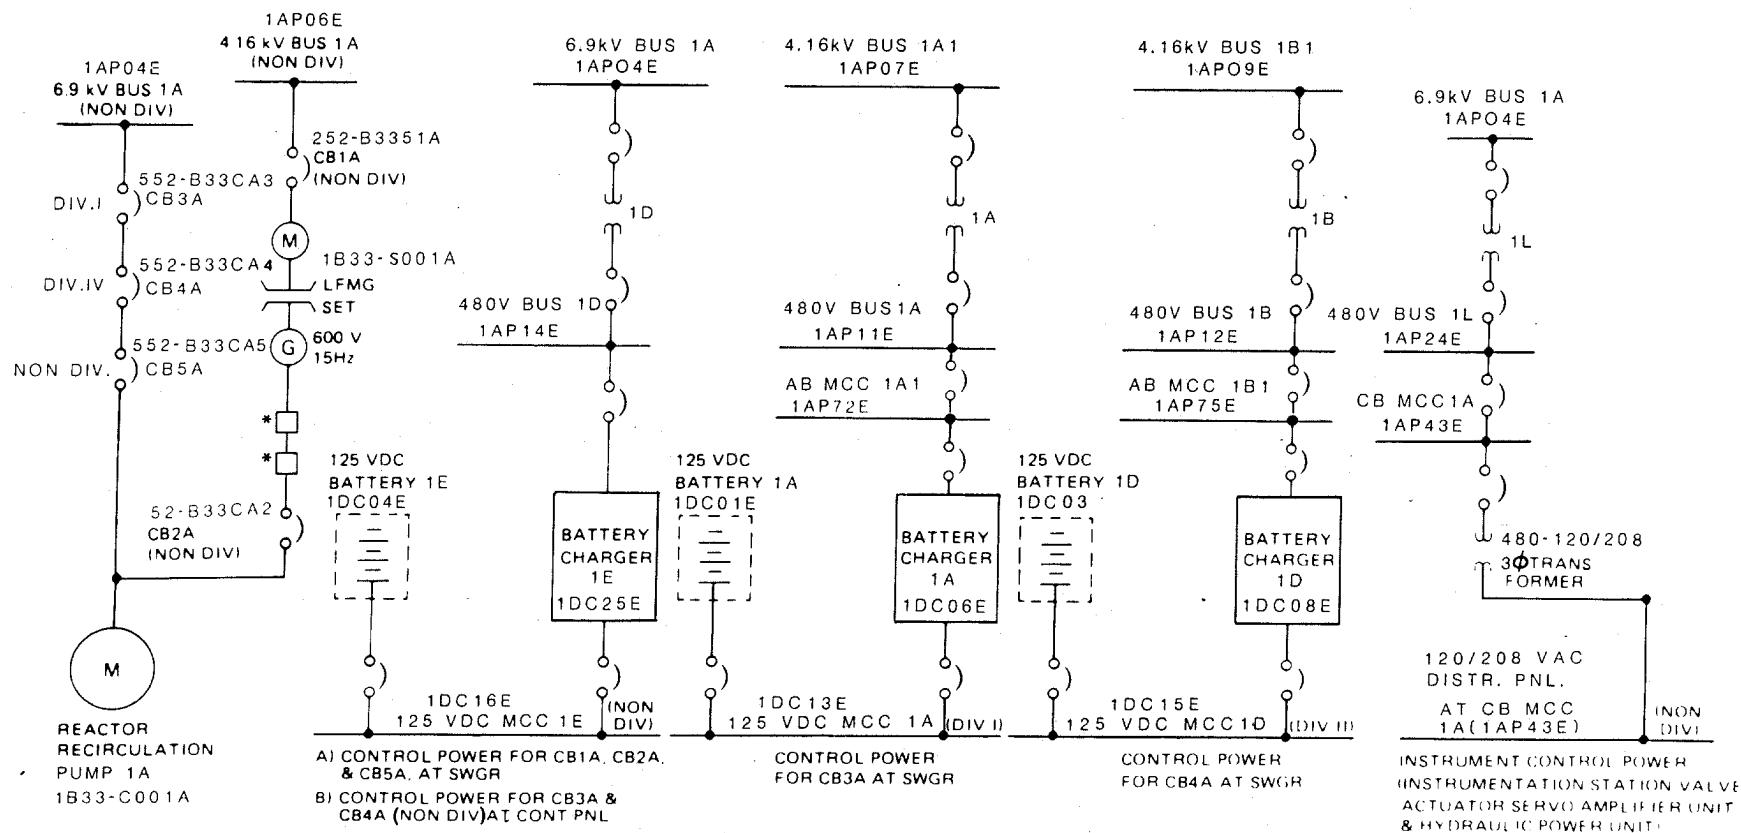 1AP04E
6.9 kV BUS 1A
(NON DIV)
DIV.I
552-B33CA3
CB3A
DIV.IV
552-B33CA4
CB4A
NON DIV.
552-B33CA5
CB5A
1AP06E
4.16 kV BUS 1A
(NON DIV)
252-B3351A
CB1A
(NON DIV)
M
1B33-S001A
LFMG
SET
G
600 V
15Hz
*
*
52-B33CA2
CB2A
(NON DIV)
M
REACTOR
RECIRCULATION
PUMP 1A
1B33-C001A
6.9kV BUS 1A
1APO4E
1D
480V BUS 1D
1AP14E
125 VDC
BATTERY 1E
1DC04E
BATTERY
CHARGER
1E
1DC25E
1DC16E
125 VDC MCC 1E
(NON
DIV)
A) CONTROL POWER FOR CB1A, CB2A,
& CB5A, AT SWGR
B) CONTROL POWER FOR CB3A &
CB4A (NON DIV)AT CONT PNL
4.16kV BUS 1A1
1AP07E
1A
480V BUS1A
1AP11E
AB MCC 1A1
1AP72E
125 VDC
BATTERY 1A
1DC01E
BATTERY
CHARGER
1A
1DC06E
1DC13E
125 VDC MCC 1A
(DIV I)
CONTROL POWER
FOR CB3A AT SWGR
4.16kV BUS 1B1
1APO9E
1B
480V BUS 1B
1AP12E
AB MCC 1B1
1AP75E
125 VDC
BATTERY 1D
1DC03
BATTERY
CHARGER
1D
1DC08E
1DC15E
125 VDC MCC1D
(DIV II)
CONTROL POWER
FOR CB4A AT SWGR
6.9kV BUS 1A
1APO4E
1L
480V BUS 1L
1AP24E
CB MCC1A
1AP43E
480-120/208
3ϕTRANS
FORMER
120/208 VAC
DISTR. PNL.
AT CB MCC
1A(1AP43E)
(NON
DIV)
INSTRUMENT CONTROL POWER
(INSTRUMENTATION STATION VALVE
ACTUATOR SERVO AMPLIFIER UNIT
& HYDRAULIC POWER UNIT)